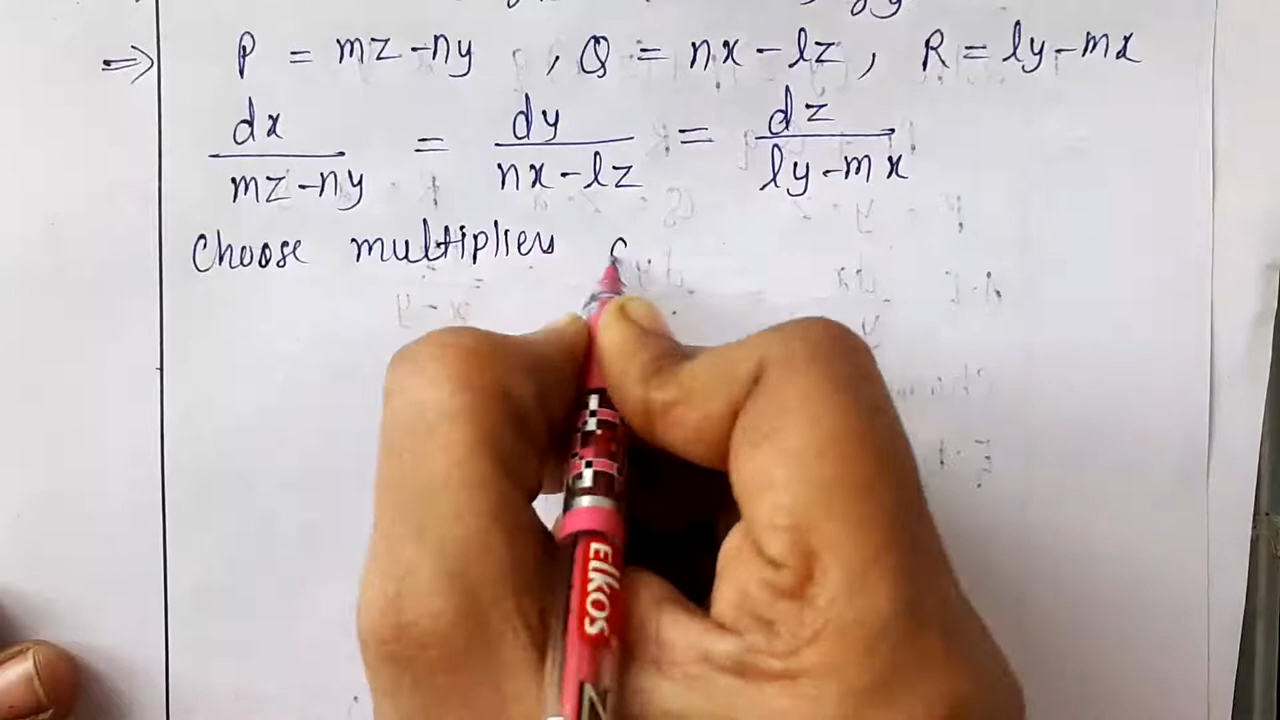 ⇒ P = mz-ny , Q = nx-lz , R = ly-mx
dx/(mz-ny) = dy/(nx-lz) = dz/(ly-mx)
Choose multipliers
Elkos